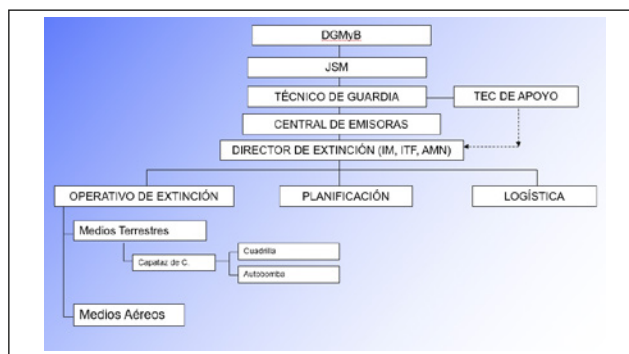 DGMyB
JSM
TÉCNICO DE GUARDIA
TEC DE APOYO
CENTRAL DE EMISORAS
DIRECTOR DE EXTINCIÓN (IM, ITF, AMN)
OPERATIVO DE EXTINCIÓN
PLANIFICACIÓN
LOGÍSTICA
Medios Terrestres
Capataz de C.
Cuadrilla
Autobomba
Medios Aéreos